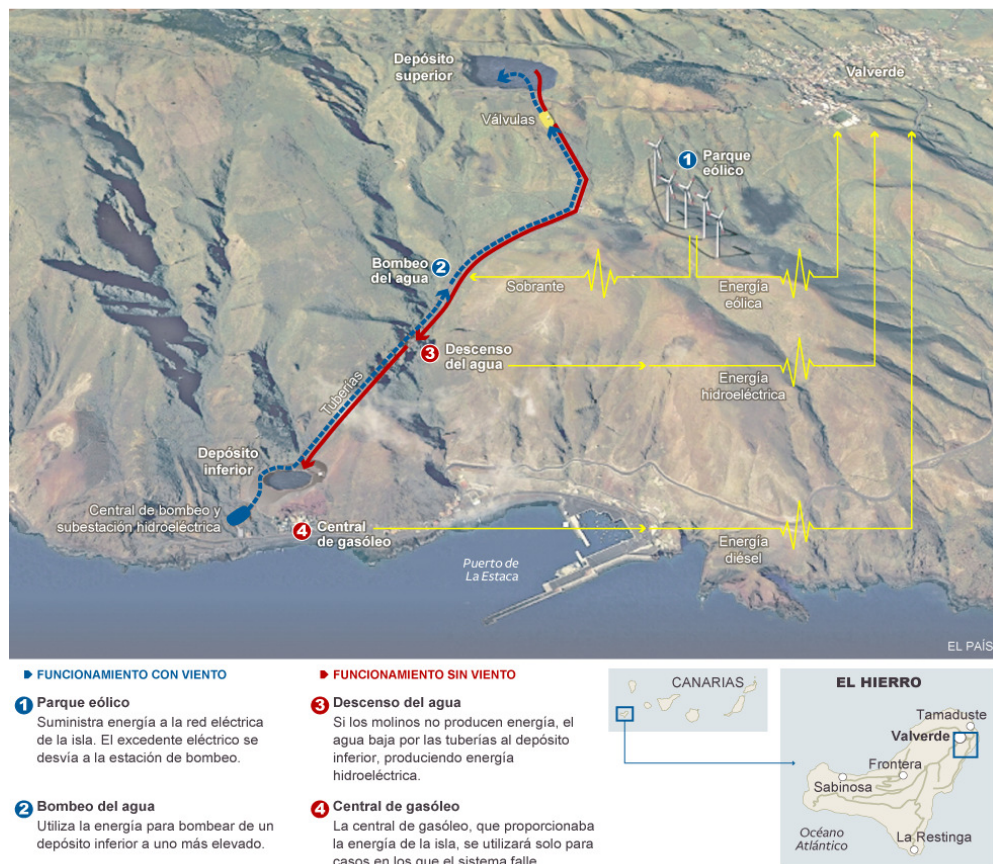 Depósito
superior
Válvulas
Valverde
1 Parque
eólico
Bombeo
del agua 2
Sobrante
Energía
eólica
3 Descenso
del agua
Energía
hidroeléctrica
Tuberías
Depósito
inferior
Central de bombeo y
subestación hidroeléctrica
4 Central
de gasóleo
Energía
diésel
Puerto de
La Estaca
EL PAÍS
FUNCIONAMIENTO CON VIENTO
1 Parque eólico
Suministra energía a la red eléctrica
de la isla. El excedente eléctrico se
desvía a la estación de bombeo.
2 Bombeo del agua
Utiliza la energía para bombear de un
depósito inferior a uno más elevado.
FUNCIONAMIENTO SIN VIENTO
3 Descenso del agua
Si los molinos no producen energía, el
agua baja por las tuberías al depósito
inferior, produciendo energía
hidroeléctrica.
4 Central de gasóleo
La central de gasóleo, que proporcionaba
la energía de la isla, se utilizará solo para
casos en los que el sistema falle
CANARIAS
EL HIERRO
Tamaduste
Valverde
Frontera
Sabinosa
Océano
Atlántico
La Restinga